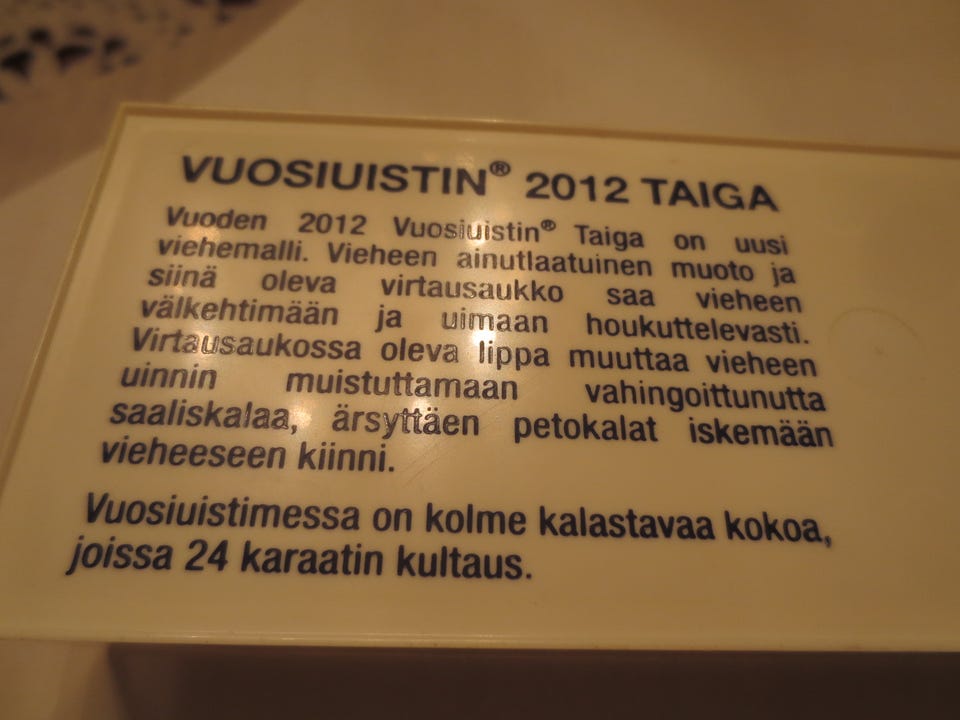 VUOSIUISTIN® 2012 TAIGA
Vuoden 2012 Vuosiuistin® Taiga on uusi
viehemalli. Vieheen ainutlaatuinen muoto ja
siinä oleva virtausaukko saa vieheen
välkehtimään ja uimaan houkuttelevasti.
Virtausaukossa oleva lippa muuttaa vieheen
uinnin muistuttamaan vahingoittunutta
saaliskalaa, ärsyttäen petokalat iskemään
vieheeseen kiinni.
Vuosiuistimessa on kolme kalastavaa kokoa,
joissa 24 karaatin kultaus.